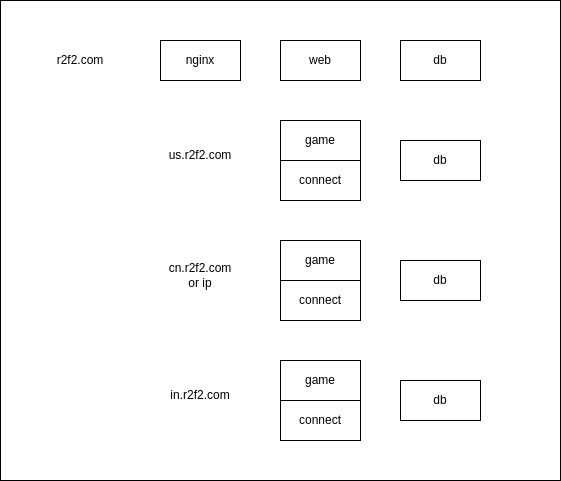 r2f2.com nginx web db
game
us.r2f2.com db
connect
game
cn.r2f2.com
or ip db
connect
game
in.r2f2.com db
connect